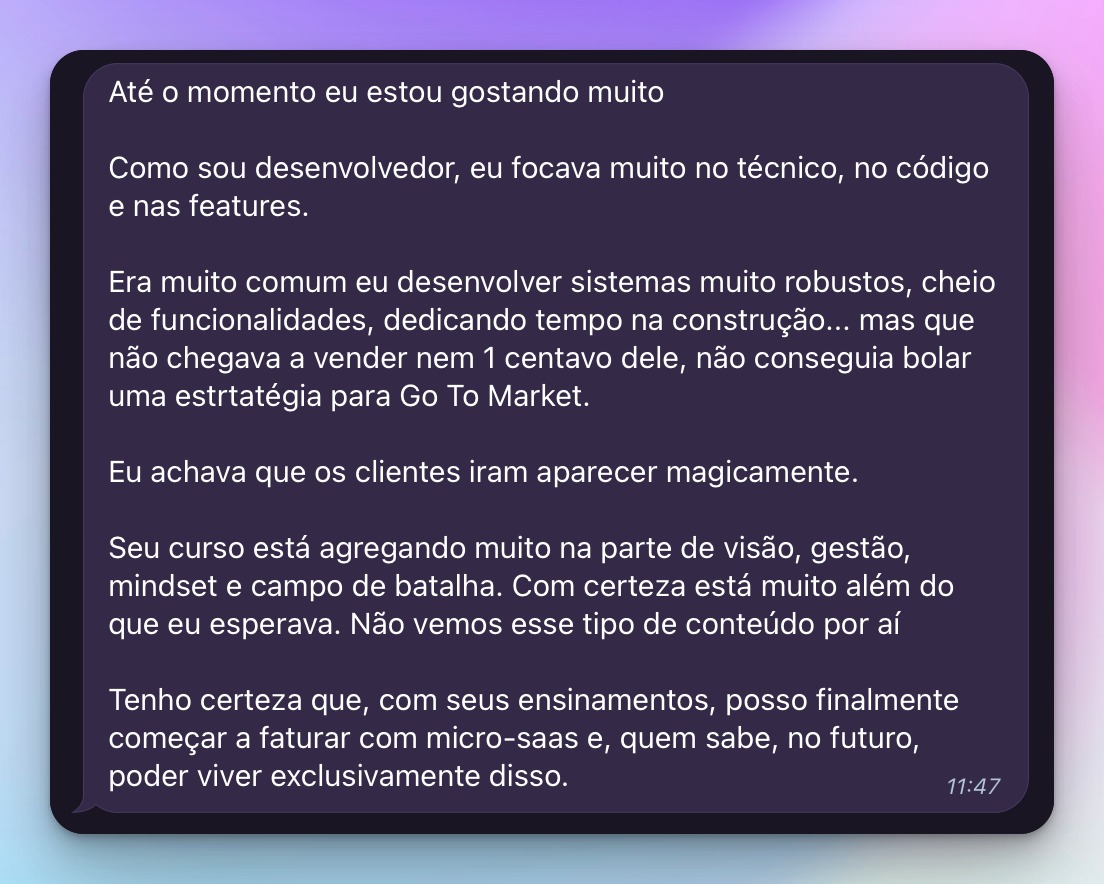 Até o momento eu estou gostando muito
Como sou desenvolvedor, eu focava muito no técnico, no código
e nas features.
Era muito comum eu desenvolver sistemas muito robustos, cheio
de funcionalidades, dedicando tempo na construção... mas que
não chegava a vender nem 1 centavo dele, não conseguia bolar
uma estrtatégia para Go To Market.
Eu achava que os clientes iram aparecer magicamente.
Seu curso está agregando muito na parte de visão, gestão,
mindset e campo de batalha. Com certeza está muito além do
que eu esperava. Não vemos esse tipo de conteúdo por aí
Tenho certeza que, com seus ensinamentos, posso finalmente
começar a faturar com micro-saas e, quem sabe, no futuro,
poder viver exclusivamente disso.
11:47